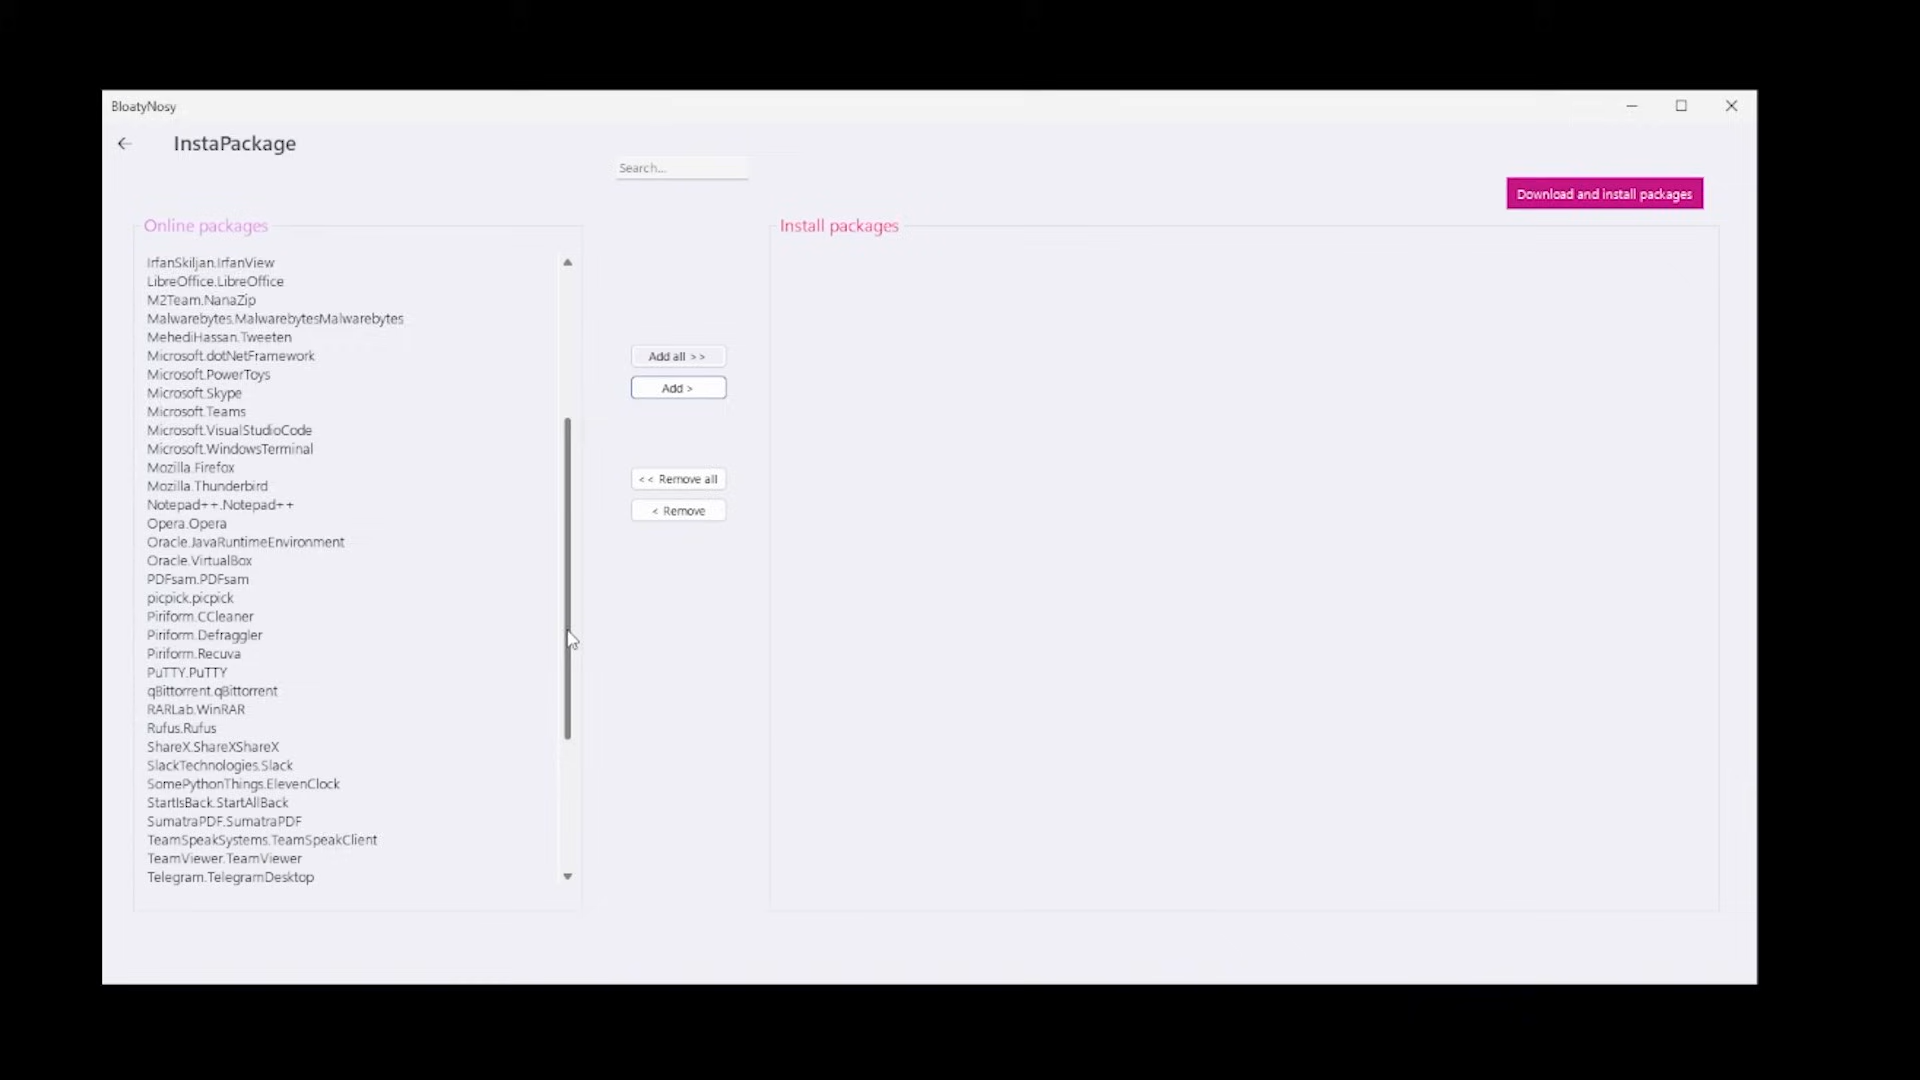 BloatyNosy
InstaPackage
Search...
Download and install packages
Online packages
Install packages
IrfanSkiljan.IrfanView
LibreOffice.LibreOffice
M2Team.NanaZip
Malwarebytes.MalwarebytesMalwarebytes
MehediHassan.Tweeten
Microsoft.dotNetFramework
Microsoft.PowerToys
Microsoft.Skype
Microsoft.Teams
Microsoft.VisualStudioCode
Microsoft.WindowsTerminal
Mozilla.Firefox
Mozilla.Thunderbird
Notepad++.Notepad++
Opera.Opera
Oracle.JavaRuntimeEnvironment
Oracle.VirtualBox
PDFsam.PDFsam
picpick.picpick
Piriform.CCleaner
Piriform.Defraggler
Piriform.Recuva
PuTTY.PuTTY
qBittorrent.qBittorrent
RARLab.WinRAR
Rufus.Rufus
ShareX.ShareXShareX
SlackTechnologies.Slack
SomePythonThings.ElevenClock
StartIsBack.StartAllBack
SumatraPDF.SumatraPDF
TeamSpeakSystems.TeamSpeakClient
TeamViewer.TeamViewer
Telegram.TelegramDesktop
Add all >>
Add >
<< Remove all
< Remove